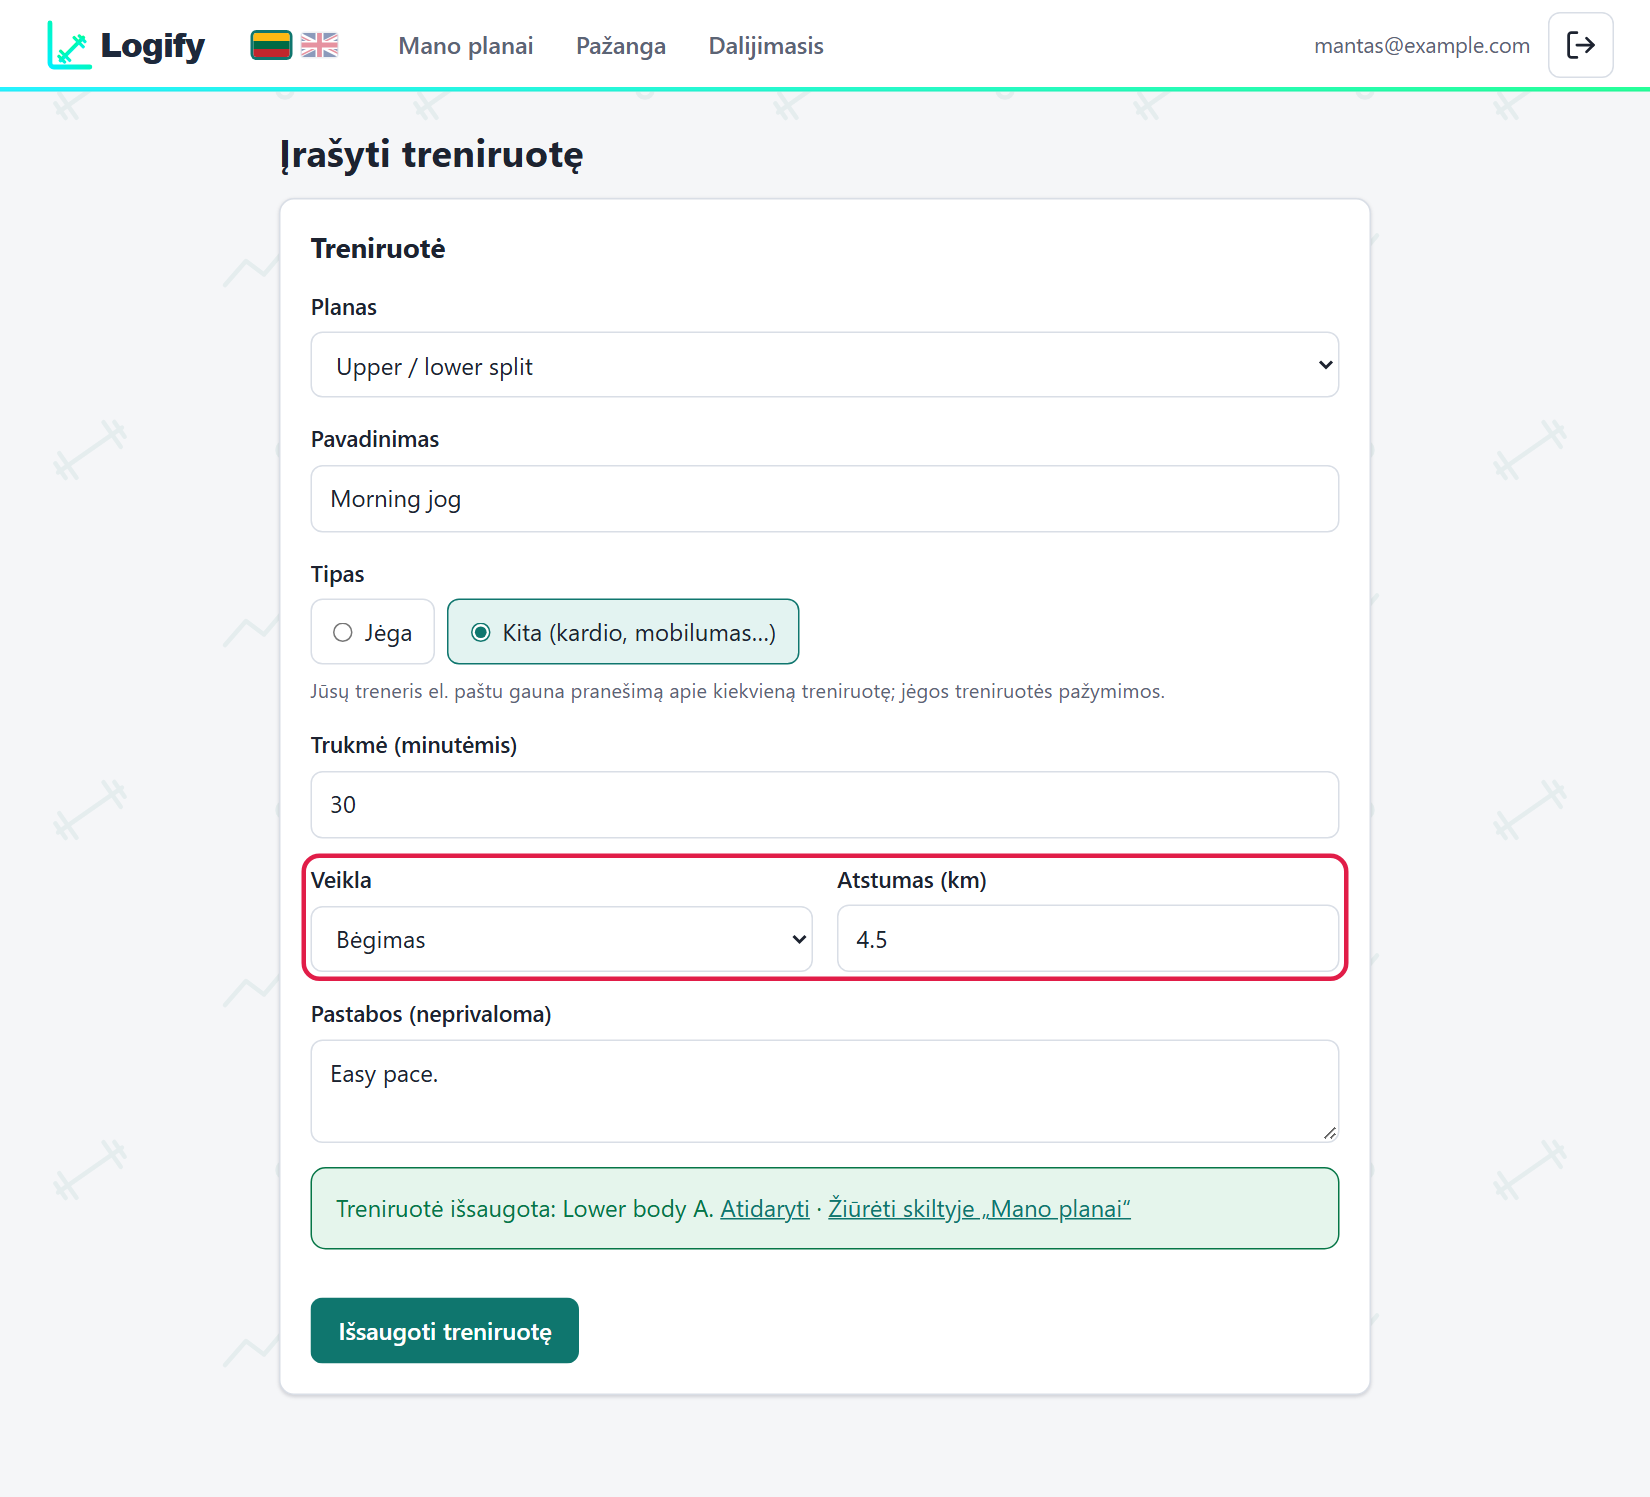 Logify
Mano planai
Pažanga
Dalijimasis
mantas@example.com
Įrašyti treniruotę
Treniruotė
Planas
Upper / lower split
Pavadinimas
Morning jog
Tipas
Jėga
Kita (kardio, mobilumas...)
Jūsų treneris el. paštu gauna pranešimą apie kiekvieną treniruotę; jėgos treniruotės pažymimos.
Trukmė (minutėmis)
30
Veikla
Atstumas (km)
Bėgimas
4.5
Pastabos (neprivaloma)
Easy pace.
Treniruotė išsaugota: Lower body A. Atidaryti · Žiūrėti skiltyje „Mano planai“
Išsaugoti treniruotę